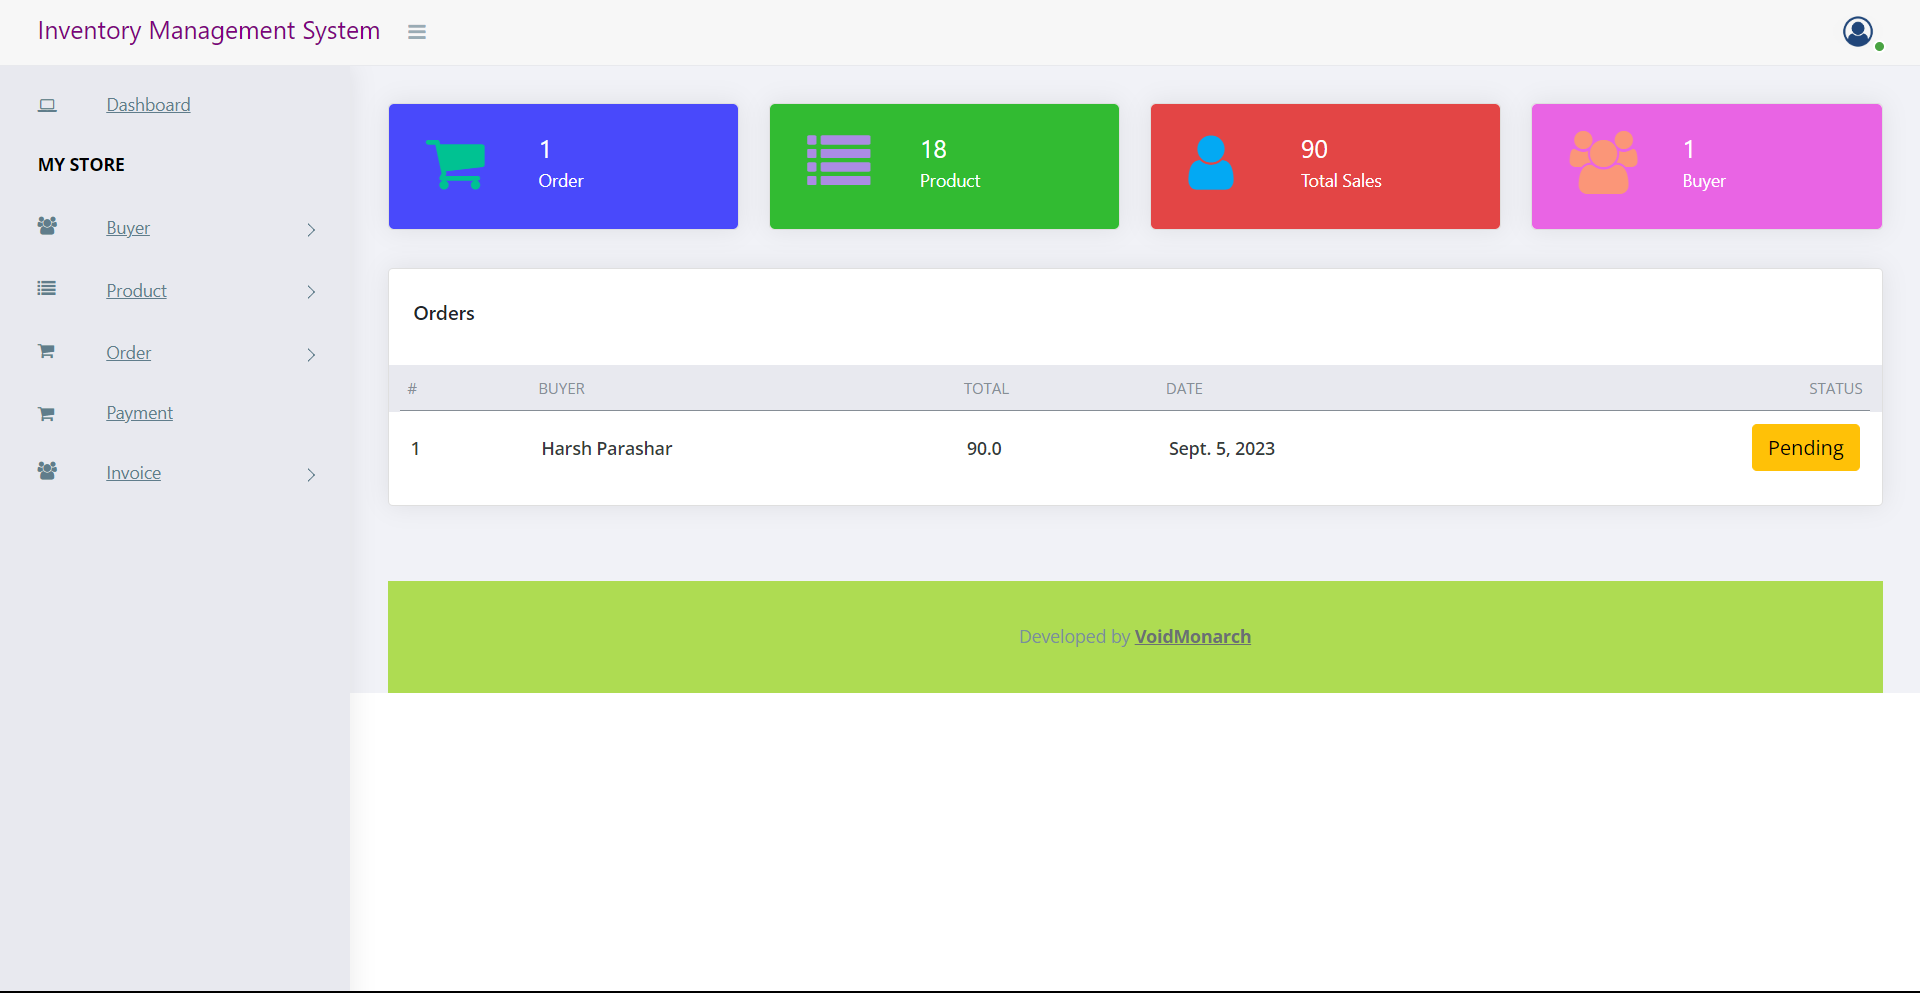 Inventory Management System
Dashboard
MY STORE
Buyer
Product
Order
Payment
Invoice
1
Order
18
Product
90
Total Sales
1
Buyer
Orders
# BUYER TOTAL DATE STATUS
1 Harsh Parashar 90.0 Sept. 5, 2023 Pending
Developed by VoidMonarch